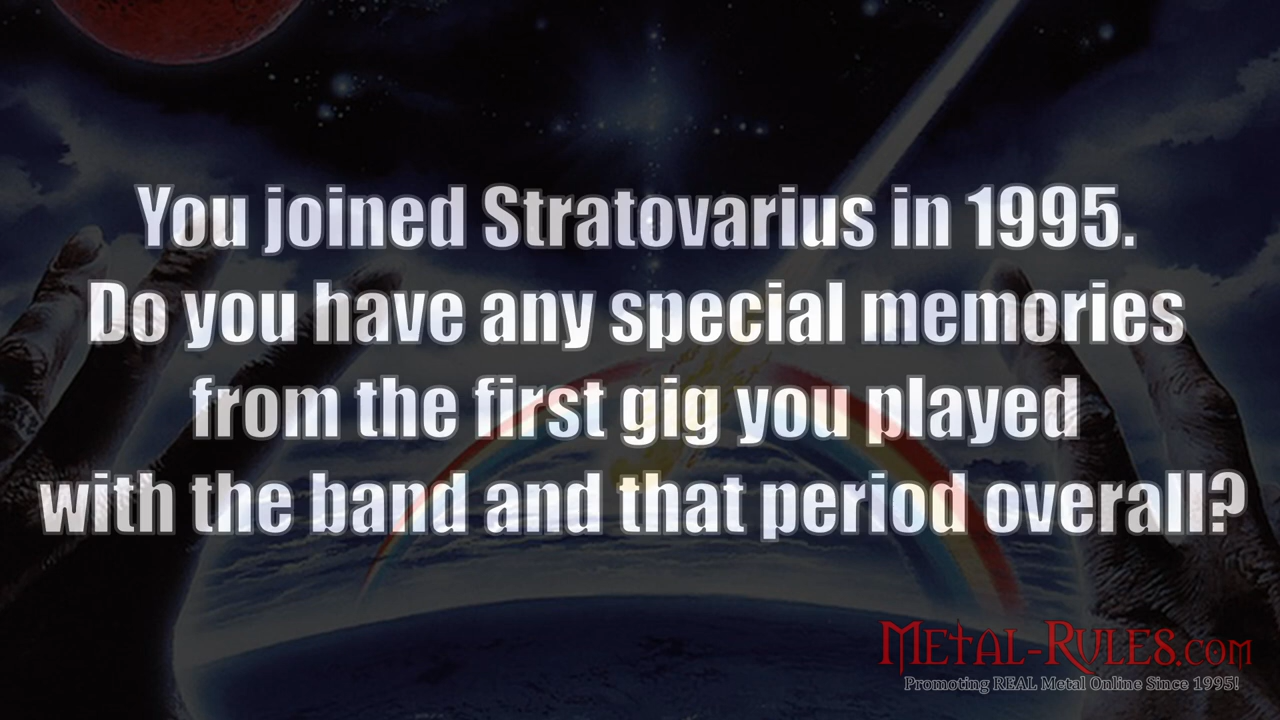 You joined Stratovarius in 1995.
Do you have any special memories
from the first gig you played
with the band and that period overall?
METAL-RULES.COM
Promoting REAL Metal Online Since 1995!